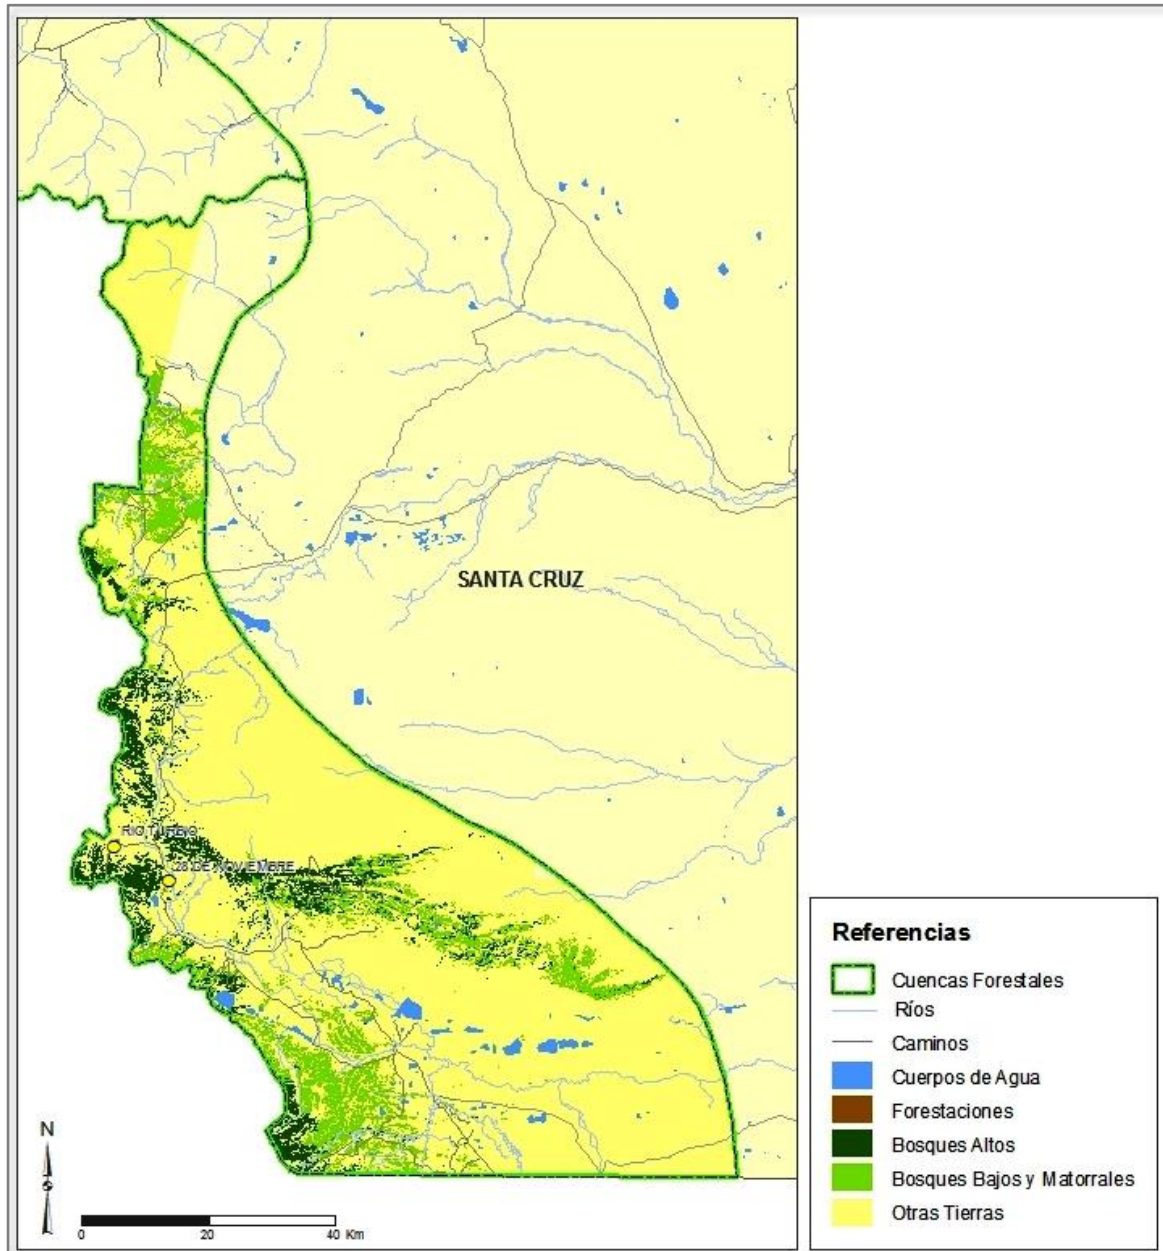 SANTA CRUZ
RIO TURBIO
28 DE NOVIEMBRE
N
0 20 40 Km
Referencias
Cuencas Forestales
Ríos
Caminos
Cuerpos de Agua
Forestaciones
Bosques Altos
Bosques Bajos y Matorrales
Otras Tierras